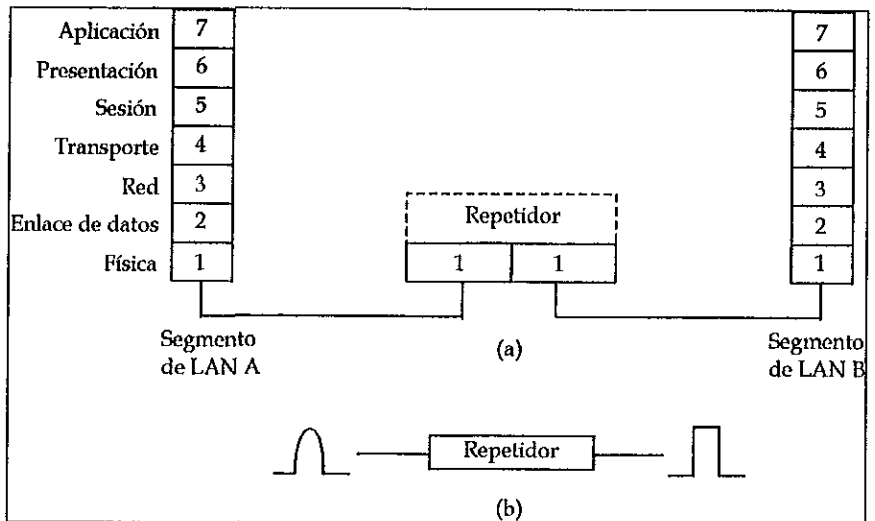 Aplicación 7 7
Presentación 6 6
Sesión 5 5
Transporte 4 4
Red 3 3
Repetidor
Enlace de datos 2 2
Física 1 1 1 1
Segmento
de LAN A
(a)
Segmento
de LAN B
Repetidor
(b)